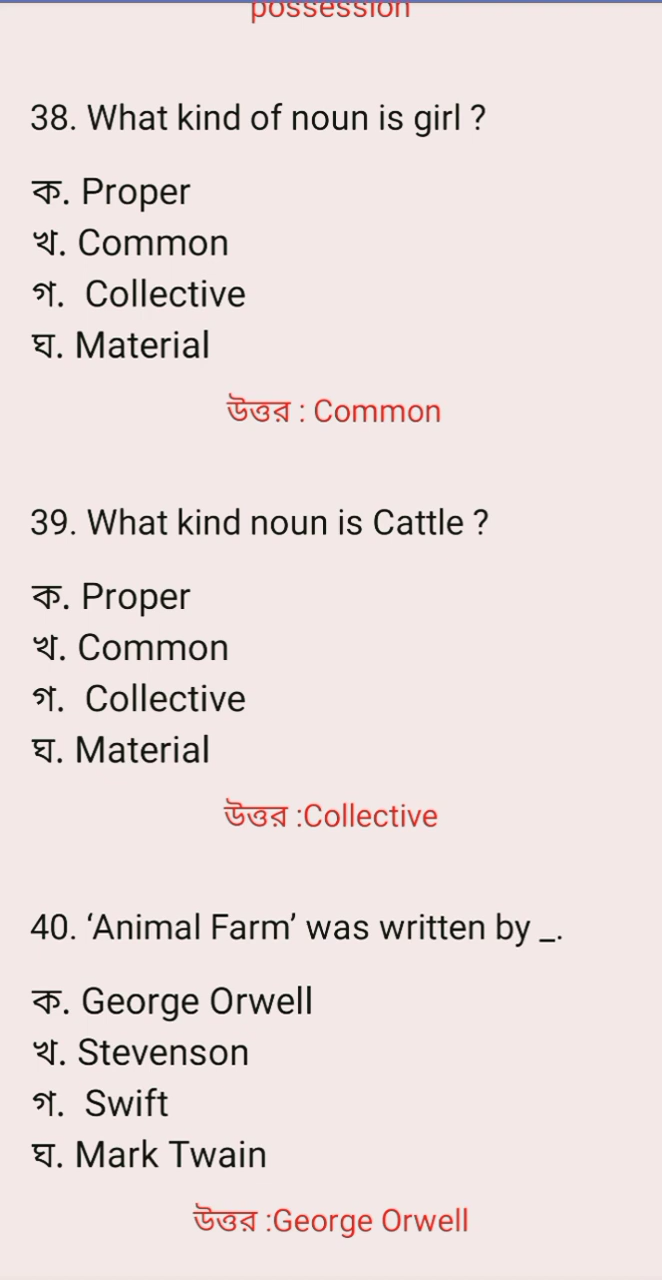 possession
38. What kind of noun is girl ?
ক. Proper
খ. Common
গ. Collective
ঘ. Material
উত্তর : Common
39. What kind noun is Cattle ?
ক. Proper
খ. Common
গ. Collective
ঘ. Material
উত্তর :Collective
40. ‘Animal Farm’ was written by _.
ক. George Orwell
খ. Stevenson
গ. Swift
ঘ. Mark Twain
উত্তর :George Orwell